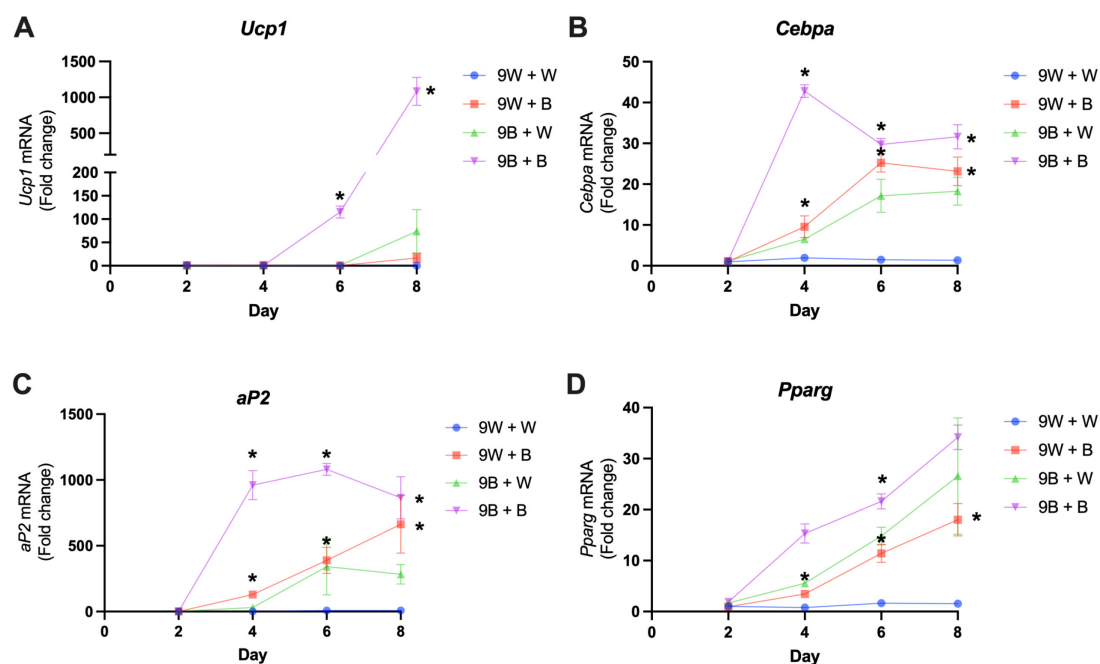 A
Ucp1
Ucp1 mRNA
(Fold change)
1500
1000
500
200
150
100
50
0
0 2 4 6 8
Day
*
*
9W + W
9W + B
9B + W
9B + B
B
Cebpa
Cebpa mRNA
(Fold change)
50
40
30
20
10
0
0 2 4 6 8
Day
*
*
*
*
*
*
9W + W
9W + B
9B + W
9B + B
C
aP2
aP2 mRNA
(Fold change)
1500
1000
500
0
0 2 4 6 8
Day
*
*
*
*
*
*
9W + W
9W + B
9B + W
9B + B
D
Pparg
Pparg mRNA
(Fold change)
40
30
20
10
0
0 2 4 6 8
Day
*
*
*
*
9W + W
9W + B
9B + W
9B + B